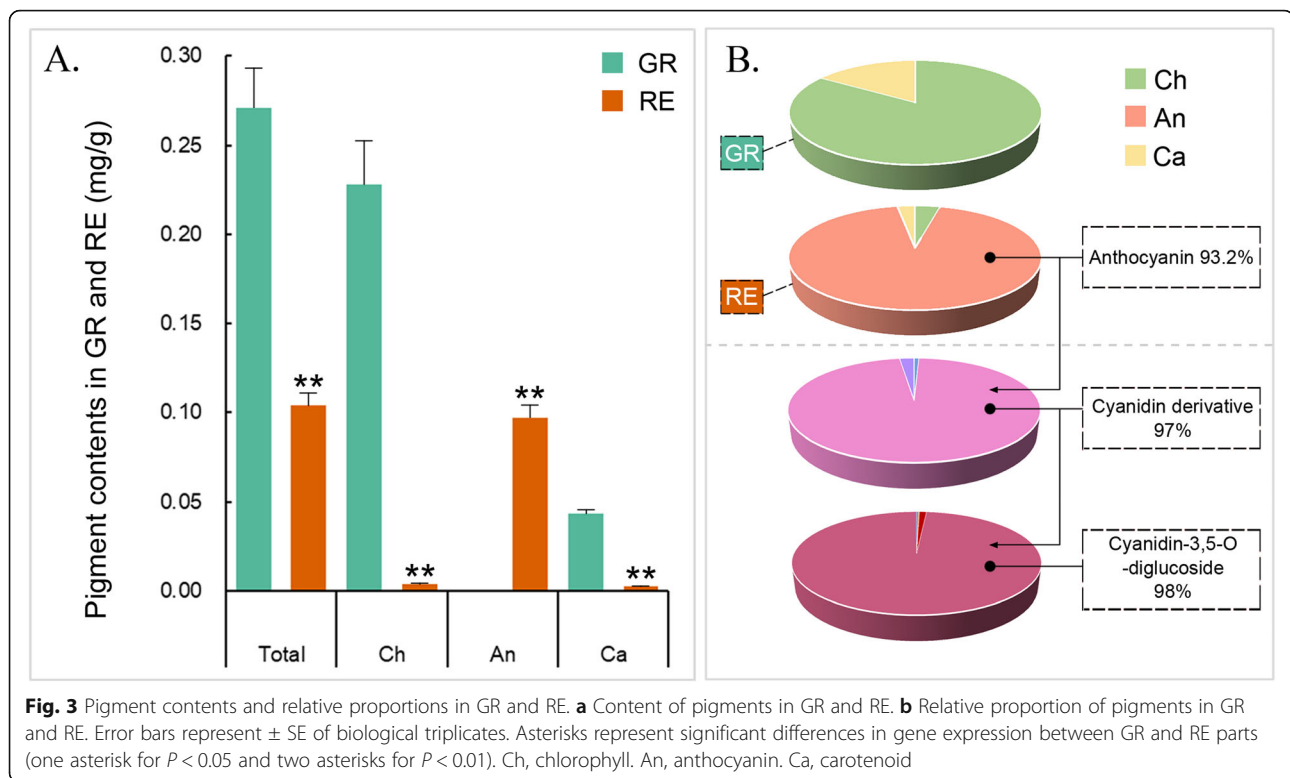 A.
GR
RE
Pigment contents in GR and RE (mg/g)
0.30
0.25
0.20
0.15
0.10
0.05
0.00
**
**
**
**
Total Ch An Ca
B.
Ch
An
Ca
GR
RE
Anthocyanin 93.2%
Cyanidin derivative
97%
Cyanidin-3,5-O
-diglucoside
98%
Fig. 3 Pigment contents and relative proportions in GR and RE. a Content of pigments in GR and RE. b Relative proportion of pigments in GR
and RE. Error bars represent ± SE of biological triplicates. Asterisks represent significant differences in gene expression between GR and RE parts
(one asterisk for P < 0.05 and two asterisks for P < 0.01). Ch, chlorophyll. An, anthocyanin. Ca, carotenoid